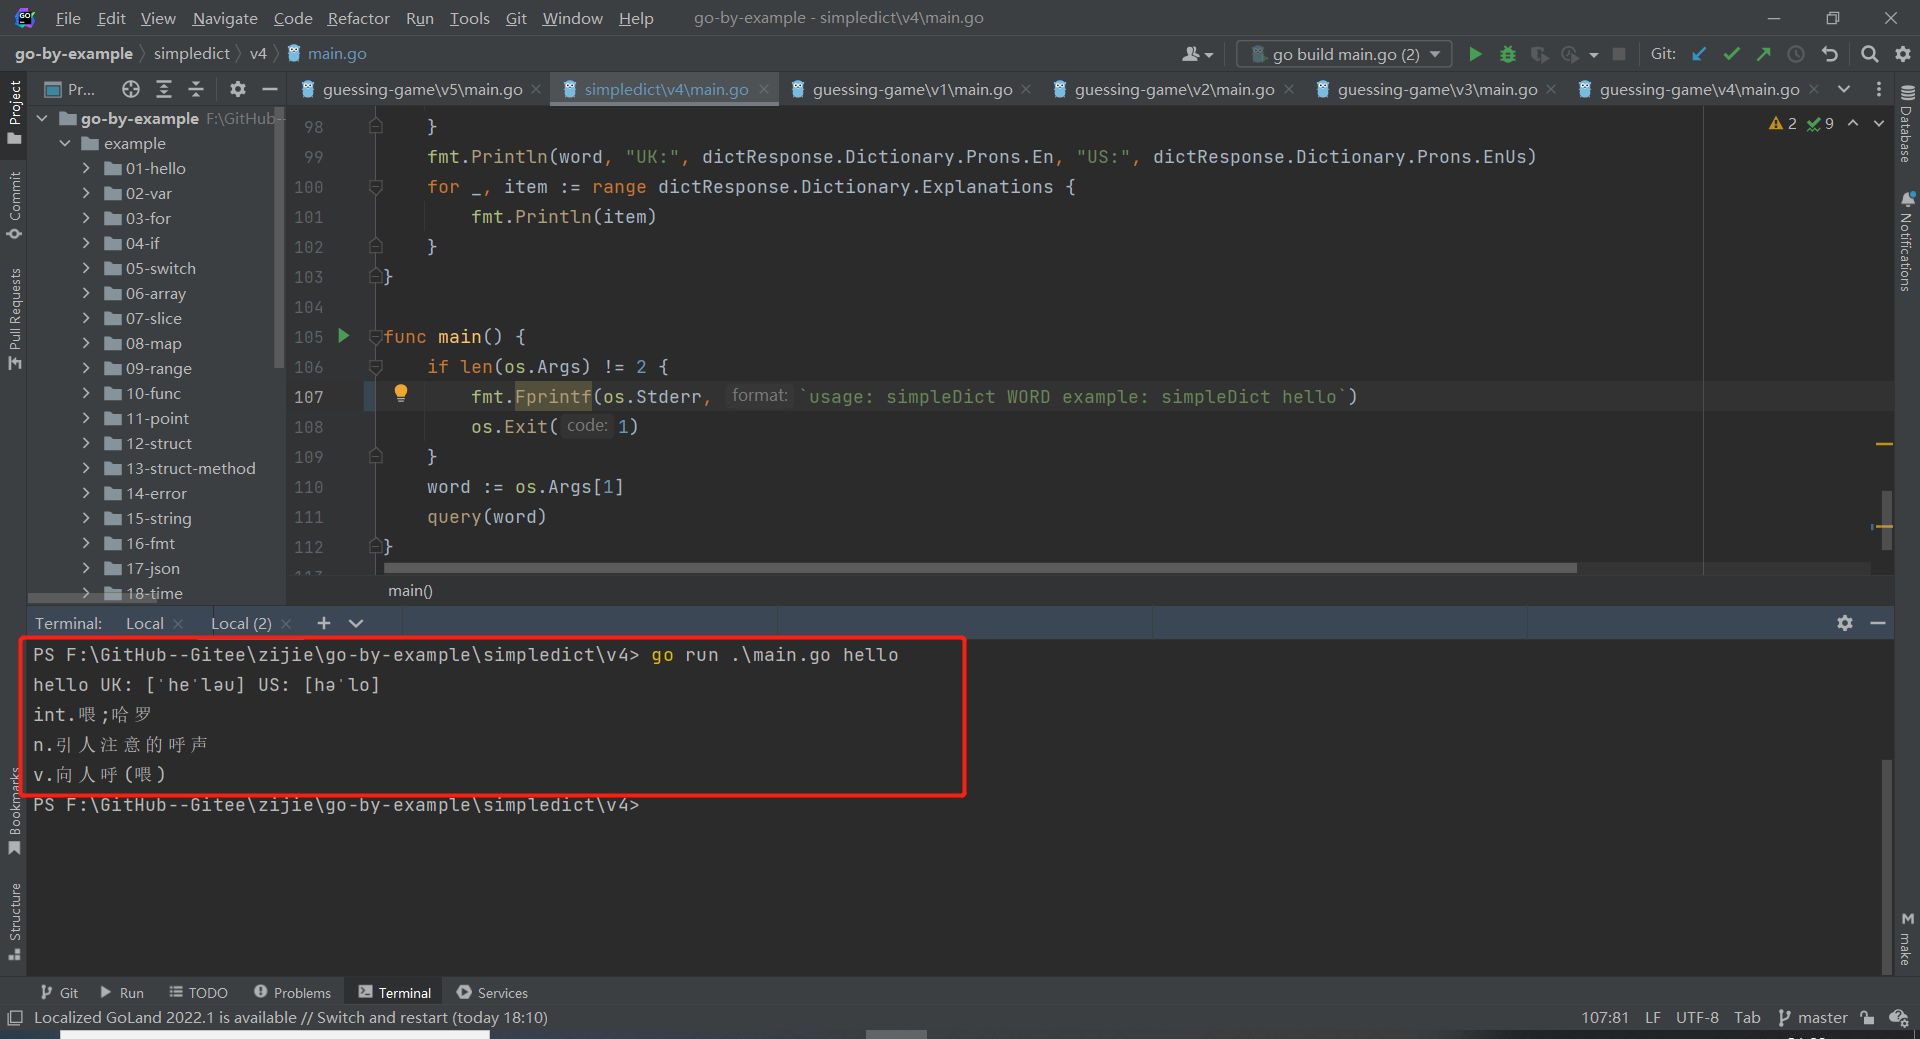 File Edit View Navigate Code Refactor Run Tools Git Window Help go-by-example - simpledict\v4\main.go
go-by-example simpledict v4 main.go go build main.go (2) Git:
Pr... guessing-game\v5\main.go simpledict\v4\main.go guessing-game\v1\main.go guessing-game\v2\main.go guessing-game\v3\main.go guessing-game\v4\main.go
Project
Commit
Pull Requests
Bookmarks
Structure
go-by-example F:\GitHub--
example
01-hello
02-var
03-for
04-if
05-switch
06-array
07-slice
08-map
09-range
10-func
11-point
12-struct
13-struct-method
14-error
15-string
16-fmt
17-json
18-time
2 9
98 }
99 fmt.Println(word, "UK:", dictResponse.Dictionary.Prons.En, "US:", dictResponse.Dictionary.Prons.EnUs)
100 for _, item := range dictResponse.Dictionary.Explanations {
101 fmt.Println(item)
102 }
103 }
104
105 func main() {
106 if len(os.Args) != 2 {
107 fmt.Fprintf(os.Stderr, format: `usage: simpleDict WORD example: simpleDict hello`)
108 os.Exit( code: 1)
109 }
110 word := os.Args[1]
111 query(word)
112 }
main()
Database
Notifications
make
Terminal: Local Local (2)
PS F:\GitHub--Gitee\zijie\go-by-example\simpledict\v4> go run .\main.go hello
hello UK: [ˈheˈləu] US: [həˈlo]
int.喂;哈罗
n.引人注意的呼声
v.向人呼(喂)
PS F:\GitHub--Gitee\zijie\go-by-example\simpledict\v4>
Git Run TODO Problems Terminal Services
Localized GoLand 2022.1 is available // Switch and restart (today 18:10) 107:81 LF UTF-8 Tab master